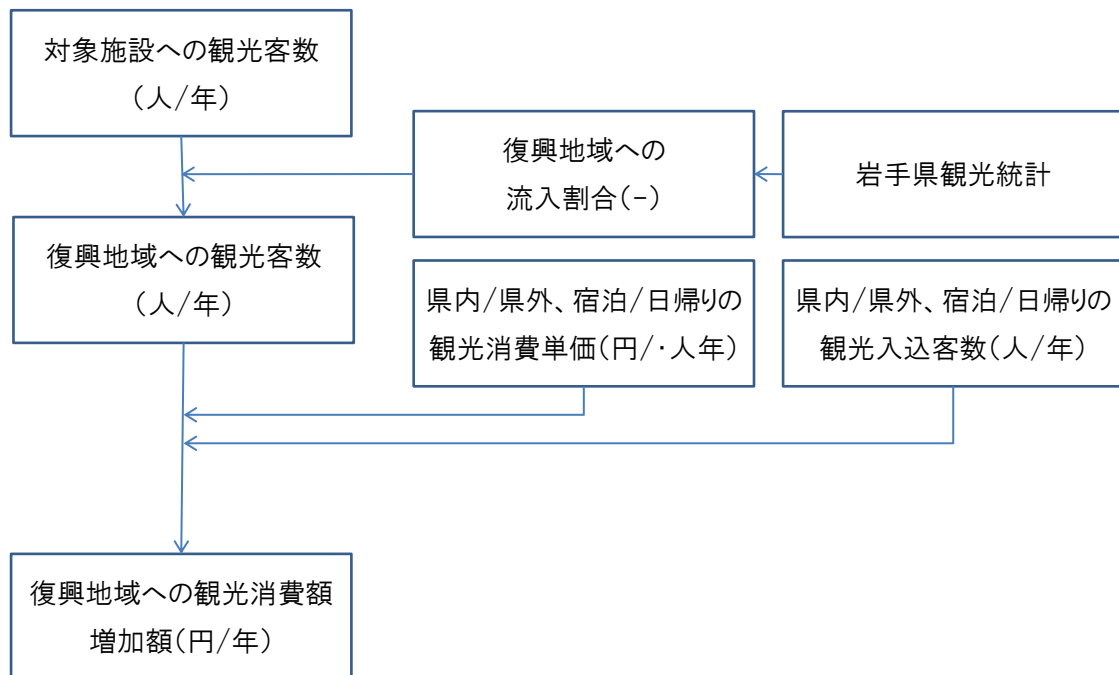 対象施設への観光客数
（人/年）
復興地域への
流入割合（-）
岩手県観光統計
復興地域への観光客数
（人/年）
県内/県外、宿泊/日帰りの
観光消費単価（円/・人年）
県内/県外、宿泊/日帰りの
観光入込客数（人/年）
復興地域への観光消費額
増加額（円/年）